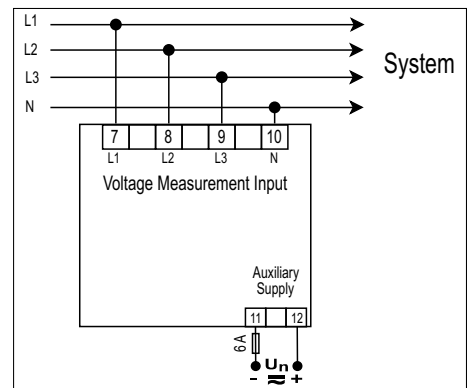 L1
L2
L3
N
System
7 8 9 10
L1 L2 L3 N
Voltage Measurement Input
Auxiliary
Supply
11 12
6 A
Un
- +